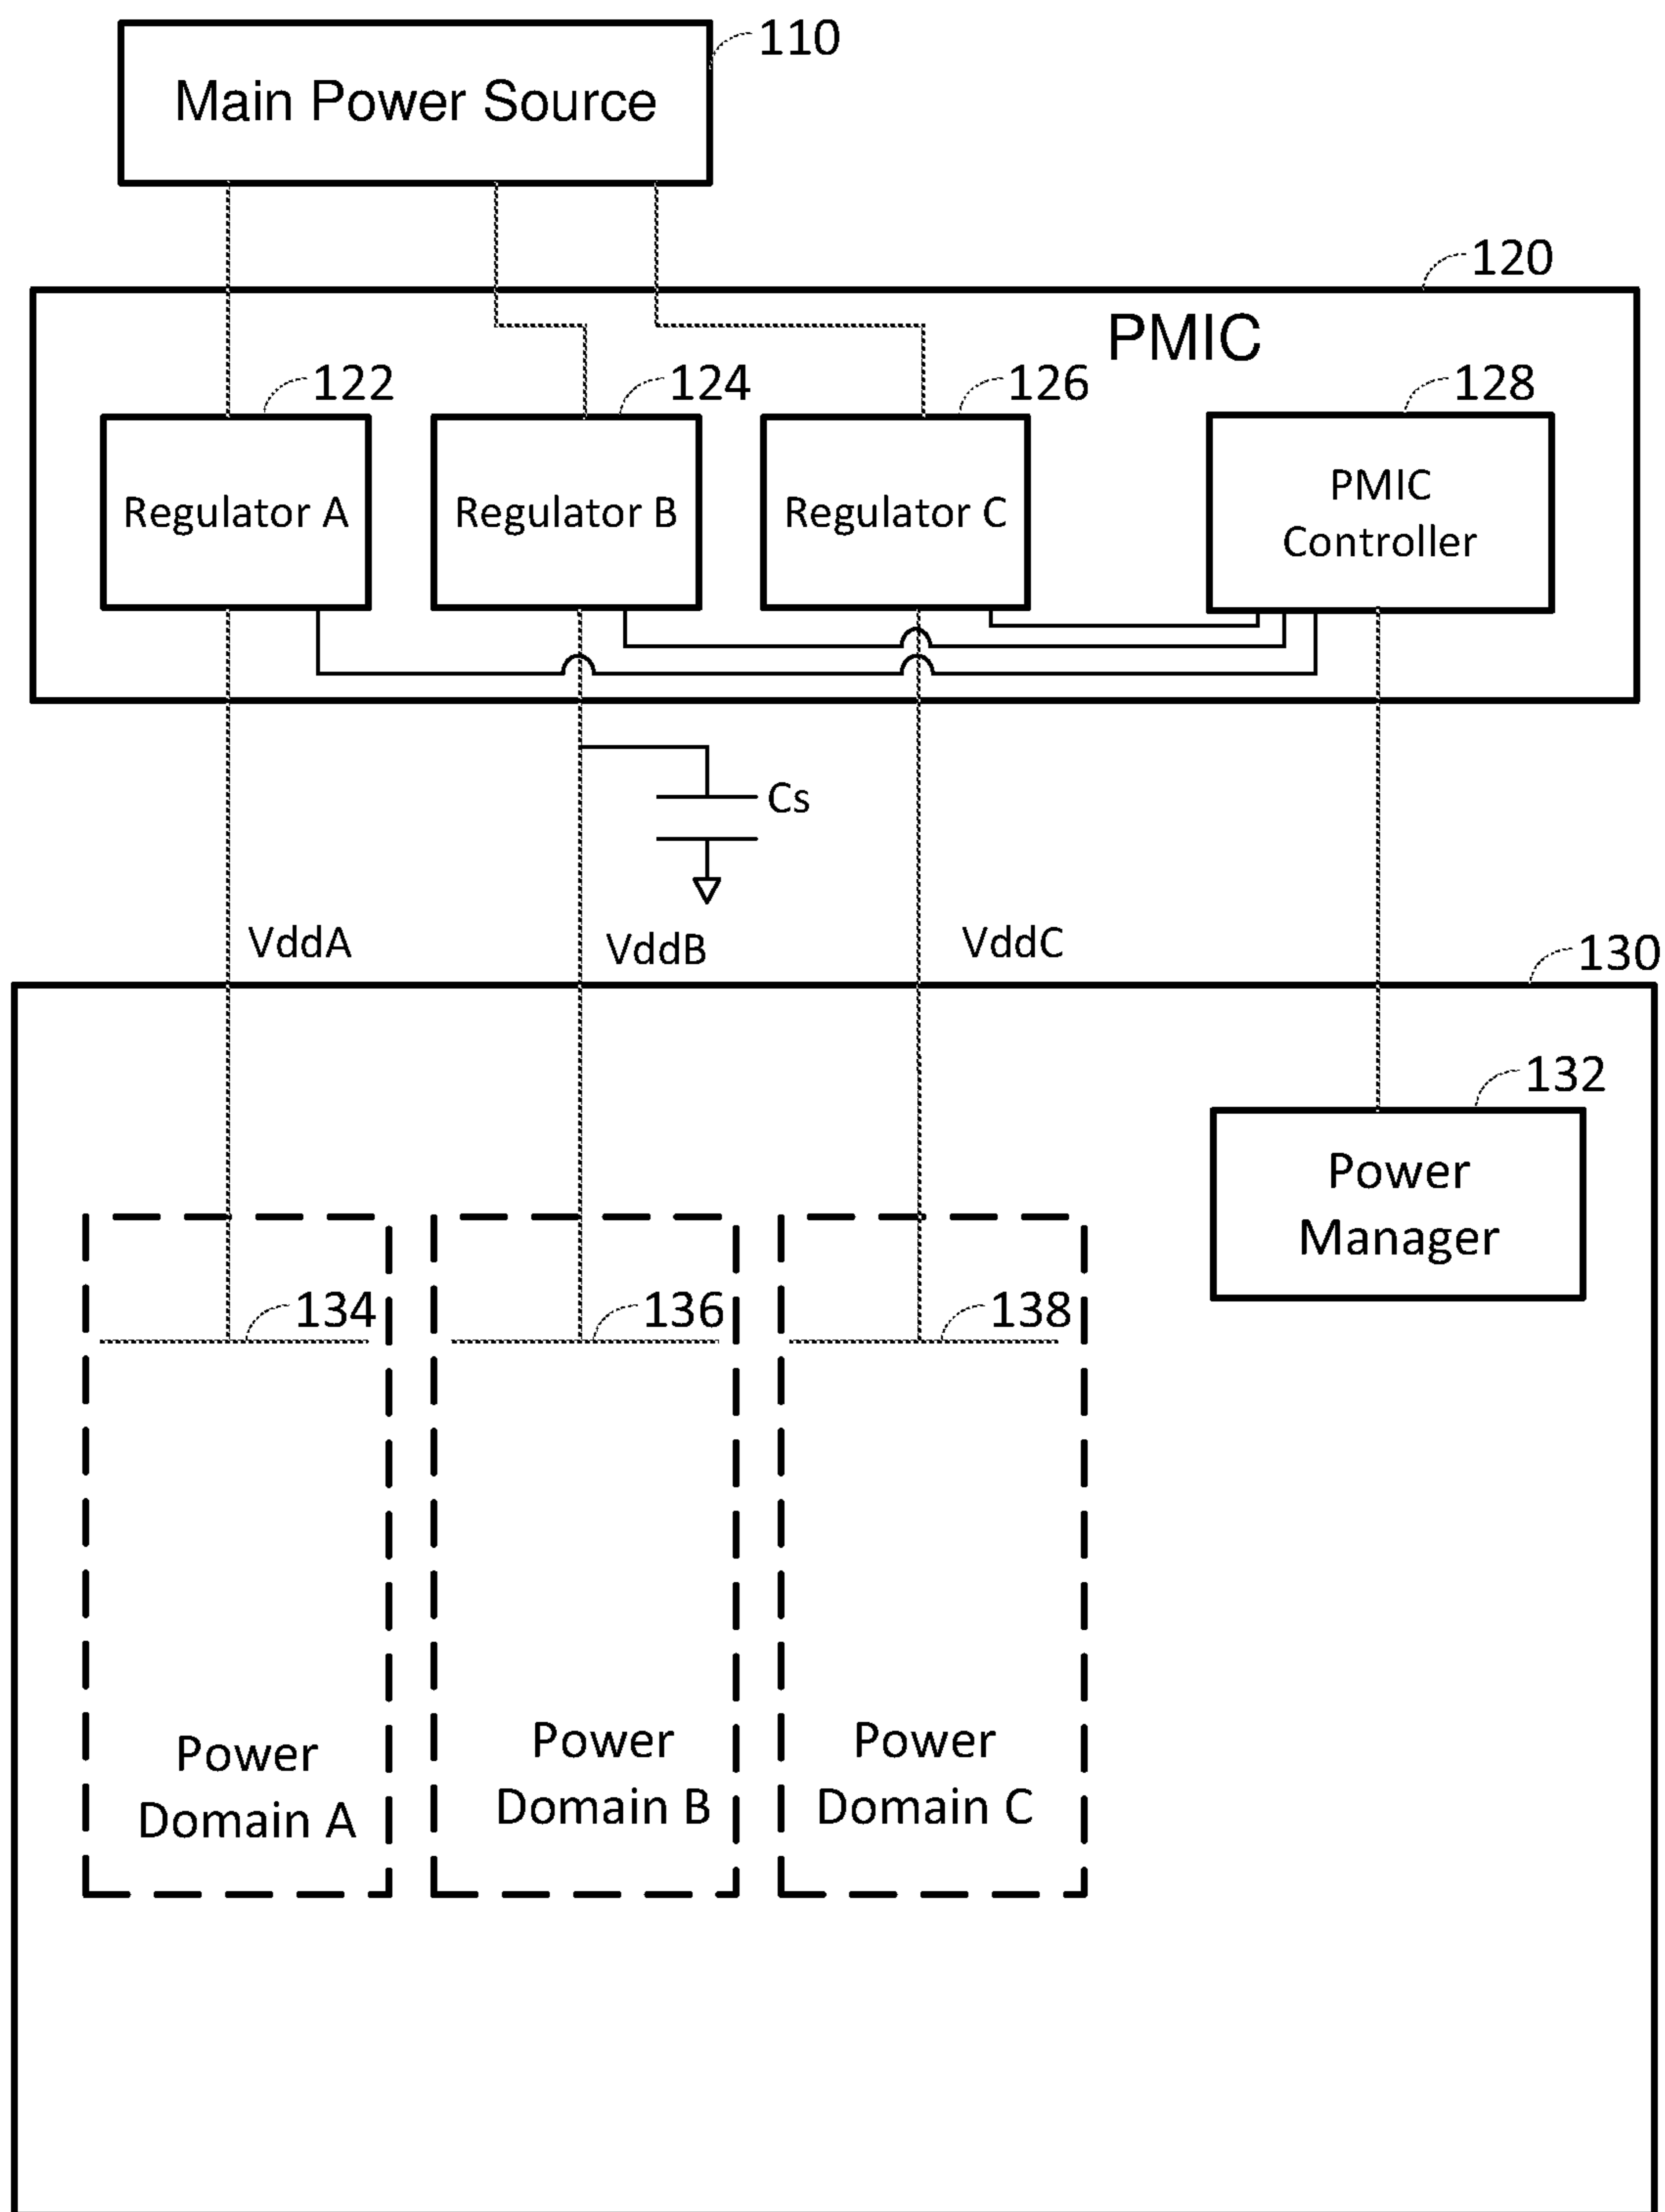 110
Main Power Source
120
PMIC
122
124
126
128
Regulator A
Regulator B
Regulator C
PMIC
Controller
Cs
VddA
VddB
VddC
130
132
Power
Manager
134
136
138
Power
Domain A
Power
Domain B
Power
Domain C